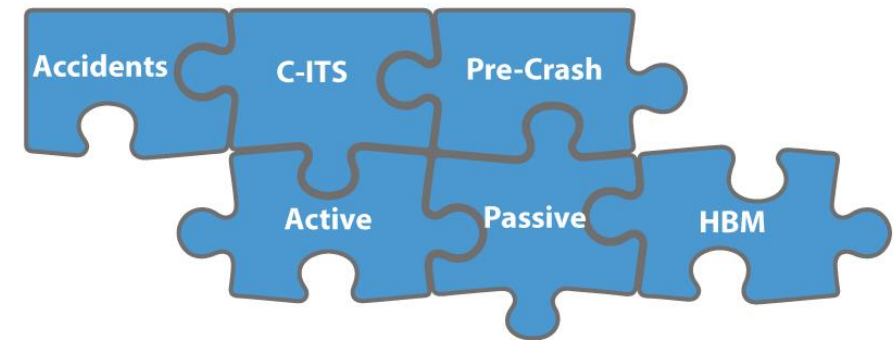 Accidents
C-ITS
Pre-Crash
Active
Passive
HBM